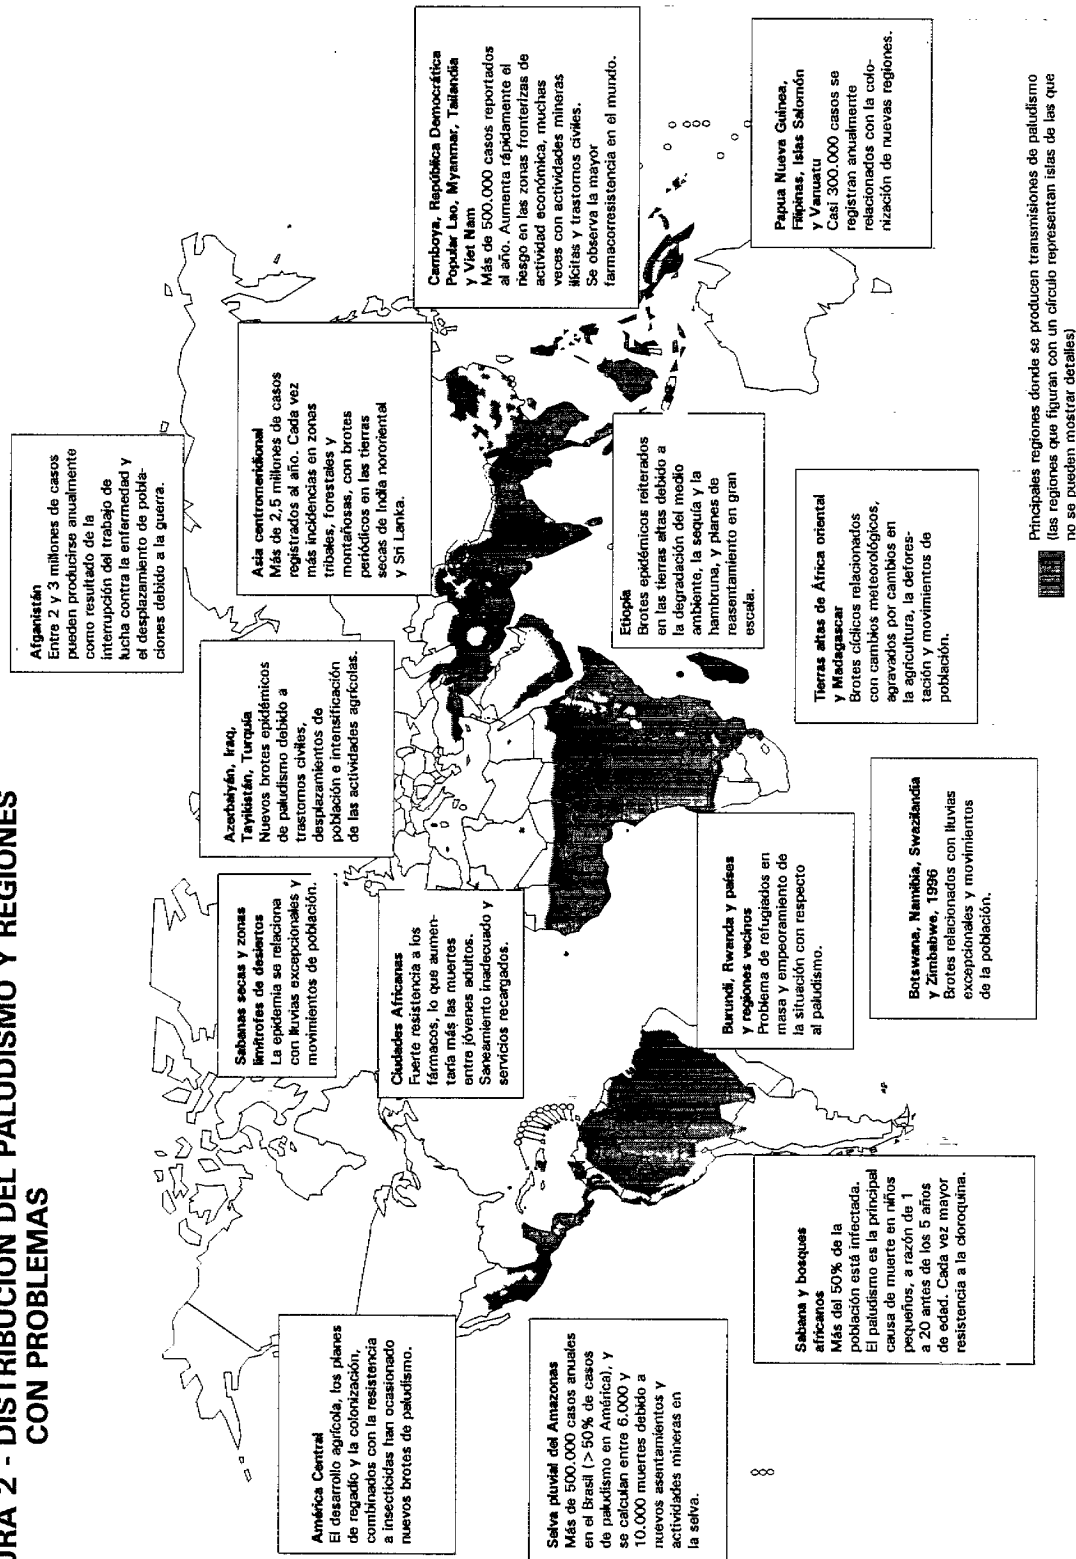 URA 2 - DISTRIBUCIÓN DEL PALUDISMO Y REGIONES
CON PROBLEMAS
América Central
El desarrollo agrícola, los planes
de regadío y la colonización,
combinados con la resistencia
a insecticidas han ocasionado
nuevos brotes de paludismo.
Selva pluvial del Amazonas
Más de 500.000 casos anuales
en el Brasil (>50% de casos
de paludismo en América), y
se calculan entre 6.000 y
10.000 muertes debido a
nuevos asentamientos y
actividades mineras en
la selva.
Sabana y bosques
africanos
Más del 50% de la
población está infectada.
El paludismo es la principal
causa de muerte en niños
pequeños, a razón de 1
a 20 antes de los 5 años
de edad. Cada vez mayor
resistencia a la cloroquina.
Sabanas secas y zonas
limítrofes de desierto
La epidemia se relaciona
con lluvias excepcionales y
movimientos de población.
Ciudades Africanas
Fuerte resistencia a los
fármacos, lo que aumen-
taría más las muertes
entre jóvenes adultos.
Saneamiento inadecuado y
servicios recargados.
Burundi, Rwanda y países
y regiones vecinos
Problema de refugiados en
masa y empeoramiento de
la situación con respecto
al paludismo.
Botswana, Namibia, Swazilandia
y Zimbabwe, 1996
Brotes relacionados con lluvias
excepcionales y movimientos
de la población.
Azerbaiyán, Iraq,
Tayikistán, Turquía
Nuevos brotes epidémicos
de paludismo debido a
trastornos civiles,
desplazamientos de
población e intensificación
de las actividades agrícolas.
Afganistán
Entre 2 y 3 millones de casos
pueden producirse anualmente
como resultado de la
interrupción del trabajo de
lucha contra la enfermedad y
el desplazamiento de pobla-
ciones debido a la guerra.
Asia centromeridional
Más de 2,5 millones de casos
registrados al año. Cada vez
más incidencias en zonas
tribales, forestales y
montañosas, con brotes
periódicos en las tierras
secas de India nororiental
y Sri Lanka.
Etiopía
Brotes epidémicos reiterados
en las tierras altas debido a
la degradación del medio
ambiente, la sequía y la
hambruna, y planes de
reasentamiento en gran
escala.
Tierras altas de África oriental
y Madagascar
Brotes cíclicos relacionados
con cambios meteorológicos,
agravados por cambios en
la agricultura, la defores-
tación y movimientos de
población.
Camboya, República Democrática
Popular Lao, Myanmar, Tailandia
y Viet Nam
Más de 500.000 casos reportados
al año. Aumenta rápidamente el
riesgo en las zonas fronterizas de
actividad económica, muchas
veces con actividades mineras
ilícitas y trastornos civiles.
Se observa la mayor
farmacorresistencia en el mundo.
Papua Nueva Guinea,
Filipinas, Islas Salomón
y Vanuatu
Casi 300.000 casos se
registran anualmente
relacionados con la colo-
nización de nuevas regiones.
Principales regiones donde se producen transmisiones de paludismo
(las regiones que figuran con un círculo representan islas de las que
no se pueden mostrar detalles)